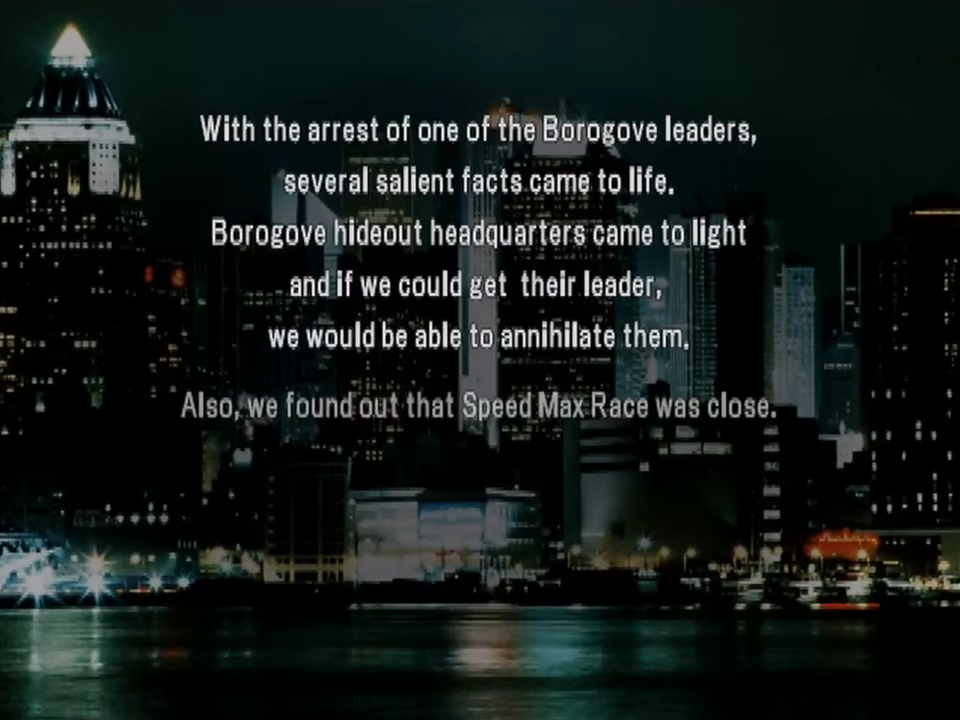 With the arrest of one of the Borogove leaders,
several salient facts came to life.
Borogove hideout headquarters came to light
and if we could get their leader,
we would be able to annihilate them.
Also, we found out that Speed Max Race was close.